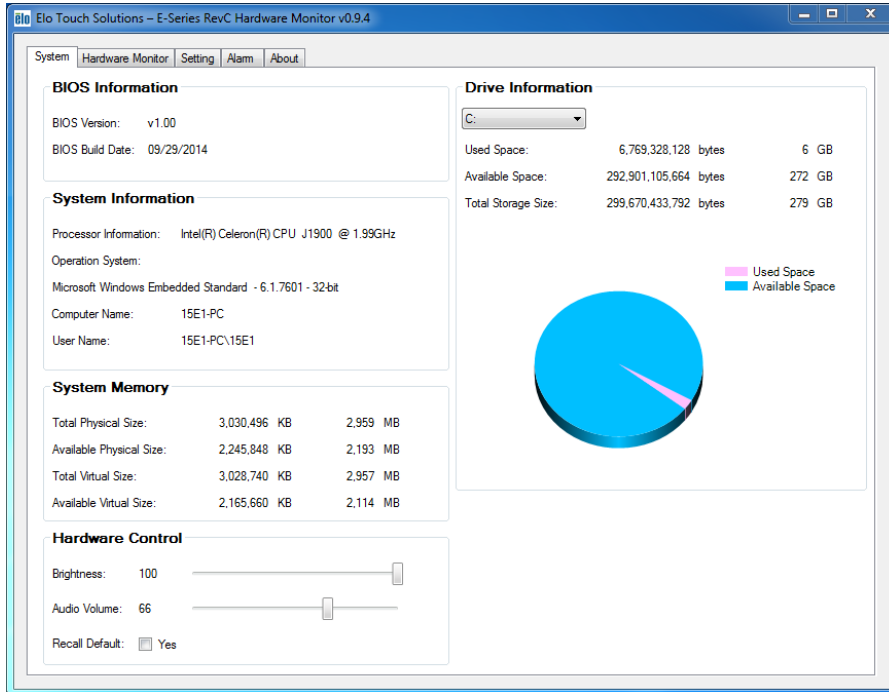 elo Elo Touch Solutions – E-Series RevC Hardware Monitor v0.9.4
System Hardware Monitor Setting Alarm About
BIOS Information
BIOS Version: v1.00
BIOS Build Date: 09/29/2014
System Information
Processor Information: Intel(R) Celeron(R) CPU J1900 @ 1.99GHz
Operation System:
Microsoft Windows Embedded Standard - 6.1.7601 - 32-bit
Computer Name: 15E1-PC
User Name: 15E1-PC\15E1
System Memory
Total Physical Size: 3,030,496 KB 2,959 MB
Available Physical Size: 2,245,848 KB 2,193 MB
Total Virtual Size: 3,028,740 KB 2,957 MB
Available Virtual Size: 2,165,660 KB 2,114 MB
Hardware Control
Brightness: 100
Audio Volume: 66
Recall Default: Yes
Drive Information
C:
Used Space: 6,769,328,128 bytes 6 GB
Available Space: 292,901,105,664 bytes 272 GB
Total Storage Size: 299,670,433,792 bytes 279 GB
Used Space
Available Space